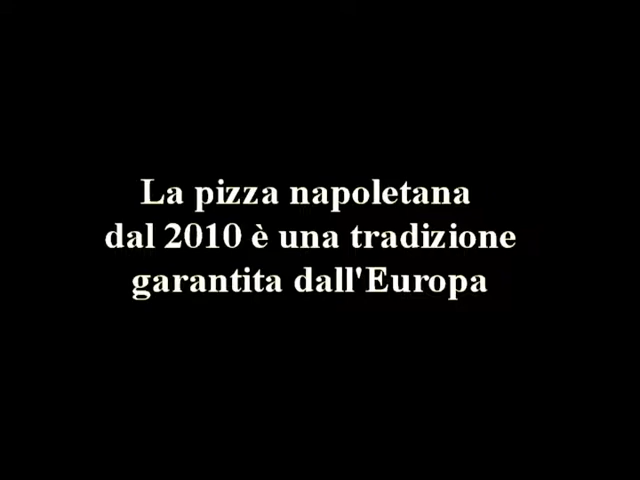 La pizza napoletana
dal 2010 è una tradizione
garantita dall'Europa